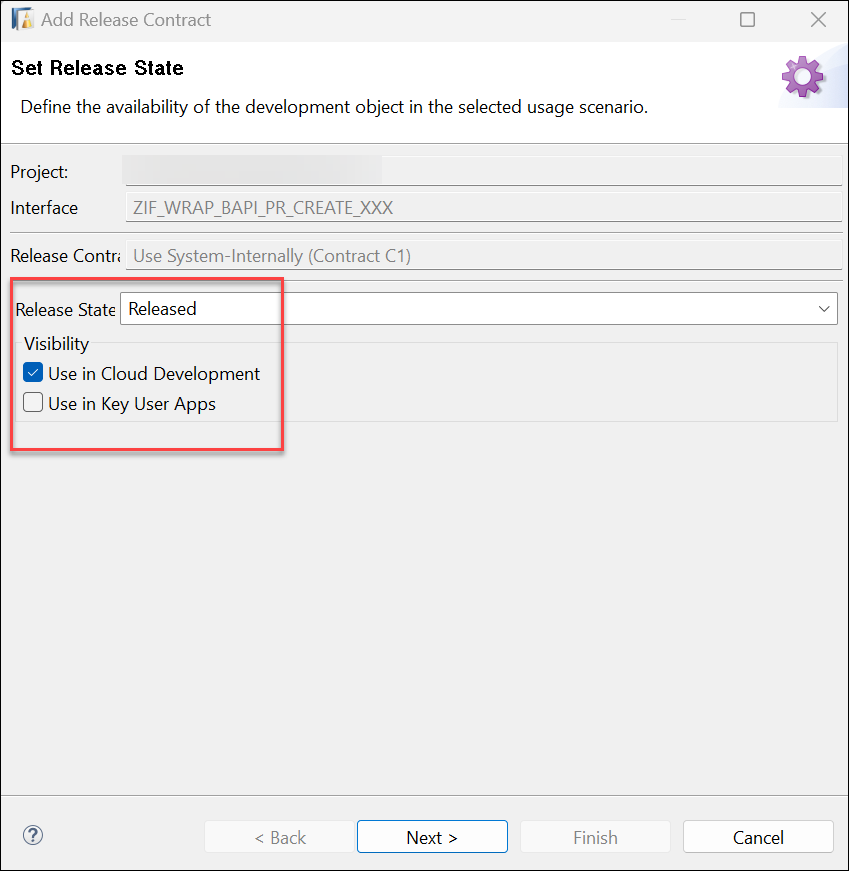 Add Release Contract
Set Release State
Define the availability of the development object in the selected usage scenario.
Project:
Interface ZIF_WRAP_BAPI_PR_CREATE_XXX
Release Contra Use System-Internally (Contract C1)
Release State Released
Visibility
Use in Cloud Development
Use in Key User Apps
? < Back Next > Finish Cancel